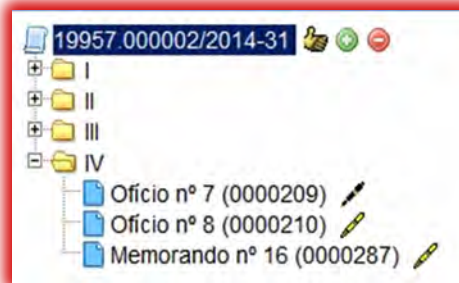 19957.000002/2014-31
I
II
III
IV
Ofício nº 7 (0000209)
Ofício nº 8 (0000210)
Memorando nº 16 (0000287)